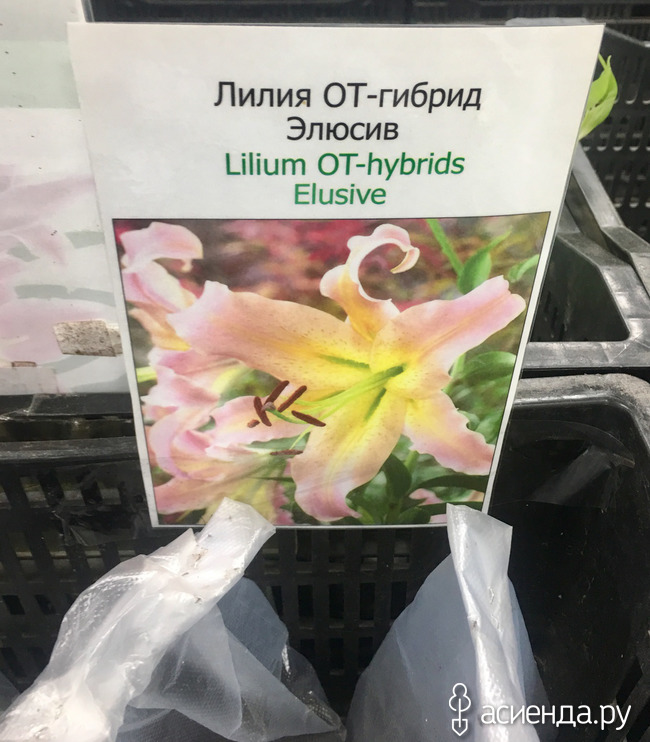 Лилия ОТ-гибрид
Элюсив
Lilium OT-hybrids
Elusive
асиенда.ру